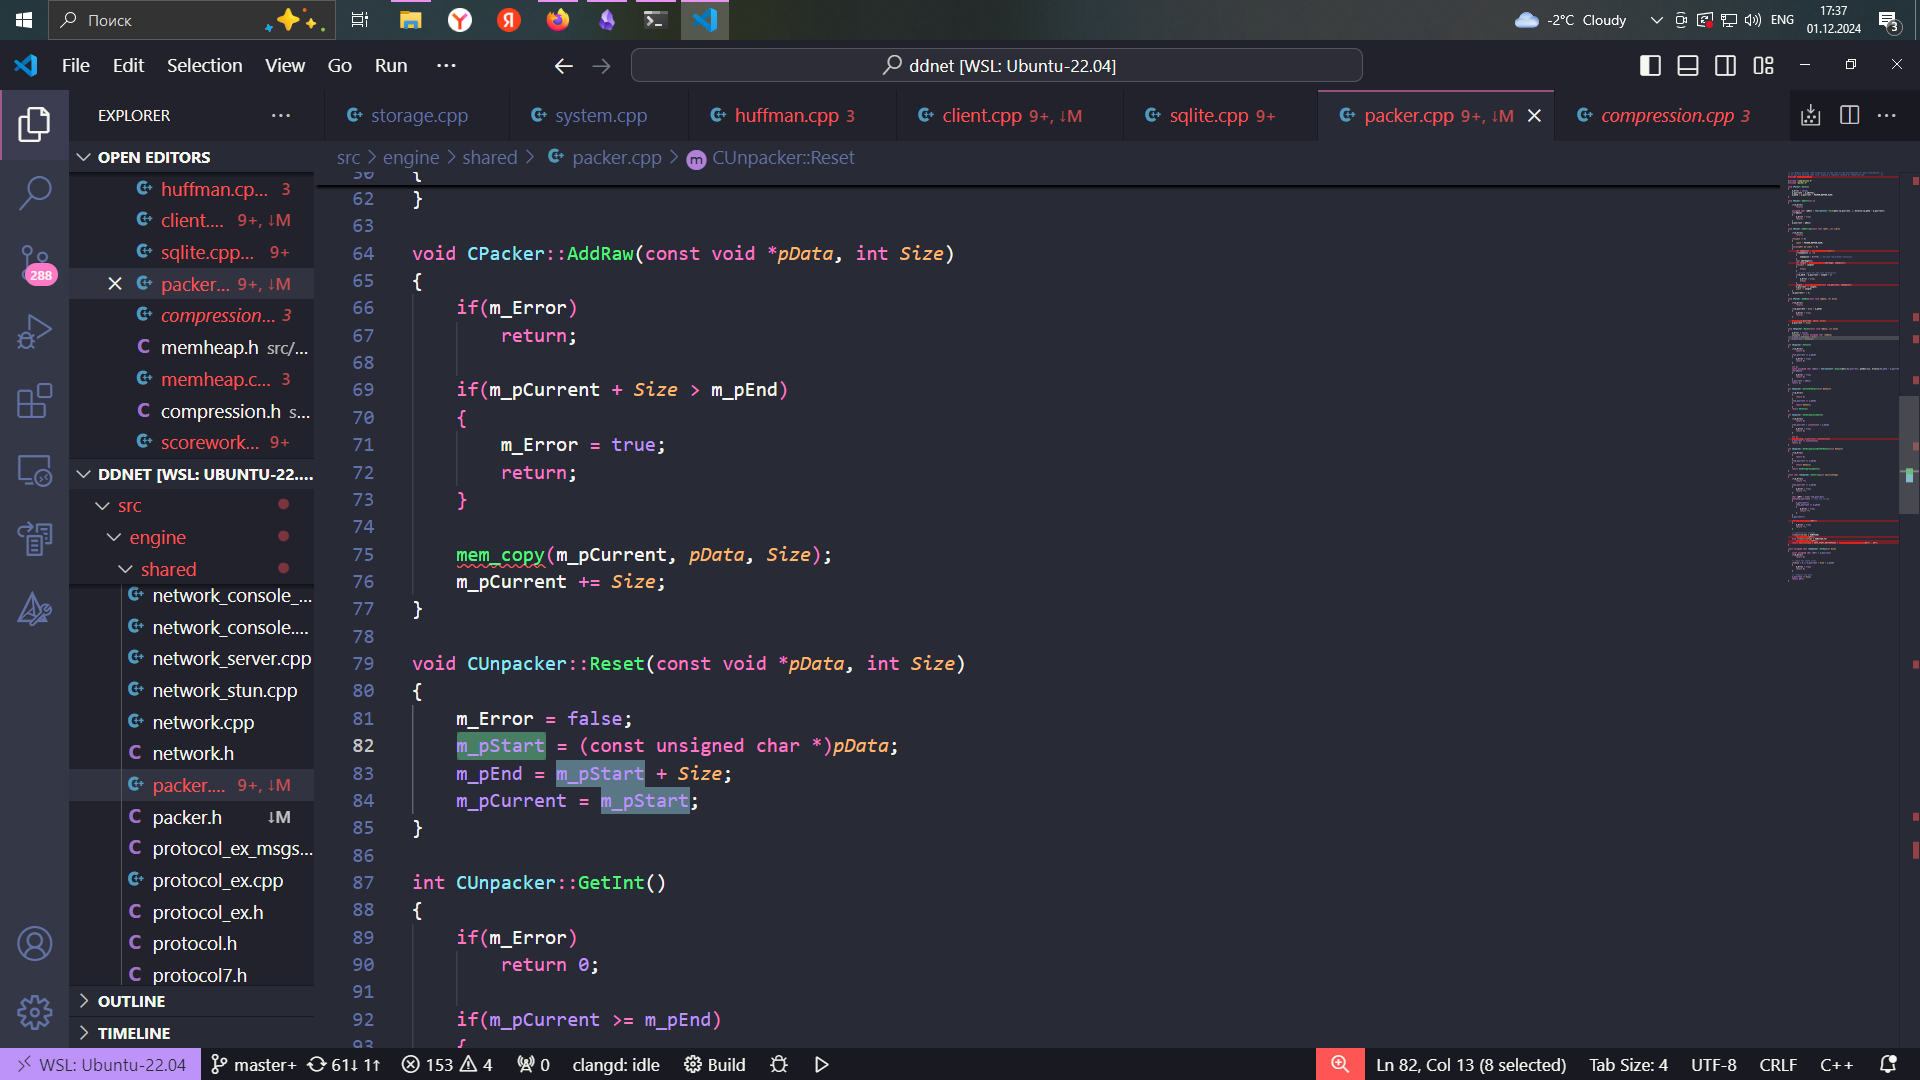 Поиск
-2°C Cloudy
ENG
17:37
01.12.2024
3
File Edit Selection View Go Run ···
ddnet [WSL: Ubuntu-22.04]
EXPLORER ···
storage.cpp
system.cpp
huffman.cpp 3
client.cpp 9+, ↓M
sqlite.cpp 9+
packer.cpp 9+, ↓M
compression.cpp 3
OPEN EDITORS
src > engine > shared > packer.cpp > CUnpacker::Reset
huffman.cp... 3
client.... 9+, ↓M
sqlite.cpp... 9+
packer... 9+, ↓M
compression... 3
memheap.h src/...
memheap.c... 3
compression.h s...
scorework... 9+
DDNET [WSL: UBUNTU-22....
src
engine
shared
network_console_...
network_console....
network_server.cpp
network_stun.cpp
network.cpp
network.h
packer.... 9+, ↓M
packer.h ↓M
protocol_ex_msgs...
protocol_ex.cpp
protocol_ex.h
protocol.h
protocol7.h
OUTLINE
TIMELINE
288
50 {
62 }
63
64 void CPacker::AddRaw(const void *pData, int Size)
65 {
66 if(m_Error)
67 return;
68
69 if(m_pCurrent + Size > m_pEnd)
70 {
71 m_Error = true;
72 return;
73 }
74
75 mem_copy(m_pCurrent, pData, Size);
76 m_pCurrent += Size;
77 }
78
79 void CUnpacker::Reset(const void *pData, int Size)
80 {
81 m_Error = false;
82 m_pStart = (const unsigned char *)pData;
83 m_pEnd = m_pStart + Size;
84 m_pCurrent = m_pStart;
85 }
86
87 int CUnpacker::GetInt()
88 {
89 if(m_Error)
90 return 0;
91
92 if(m_pCurrent >= m_pEnd)
93 {
WSL: Ubuntu-22.04 master+ 61↓ 1↑ 153 4 0 clangd: idle Build
Ln 82, Col 13 (8 selected) Tab Size: 4 UTF-8 CRLF C++